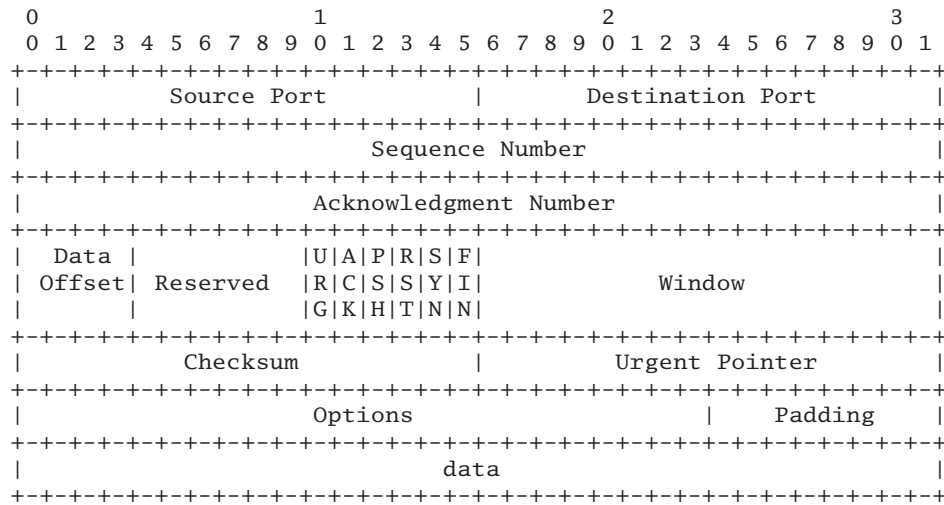 0                   1                   2                   3
 0 1 2 3 4 5 6 7 8 9 0 1 2 3 4 5 6 7 8 9 0 1 2 3 4 5 6 7 8 9 0 1
+-+-+-+-+-+-+-+-+-+-+-+-+-+-+-+-+-+-+-+-+-+-+-+-+-+-+-+-+-+-+-+-+
|          Source Port          |       Destination Port        |
+-+-+-+-+-+-+-+-+-+-+-+-+-+-+-+-+-+-+-+-+-+-+-+-+-+-+-+-+-+-+-+-+
|                        Sequence Number                        |
+-+-+-+-+-+-+-+-+-+-+-+-+-+-+-+-+-+-+-+-+-+-+-+-+-+-+-+-+-+-+-+-+
|                    Acknowledgment Number                      |
+-+-+-+-+-+-+-+-+-+-+-+-+-+-+-+-+-+-+-+-+-+-+-+-+-+-+-+-+-+-+-+-+
|  Data |           |U|A|P|R|S|F|                               |
| Offset| Reserved  |R|C|S|S|Y|I|            Window             |
|       |           |G|K|H|T|N|N|                               |
+-+-+-+-+-+-+-+-+-+-+-+-+-+-+-+-+-+-+-+-+-+-+-+-+-+-+-+-+-+-+-+-+
|           Checksum            |         Urgent Pointer        |
+-+-+-+-+-+-+-+-+-+-+-+-+-+-+-+-+-+-+-+-+-+-+-+-+-+-+-+-+-+-+-+-+
|                    Options                    |    Padding    |
+-+-+-+-+-+-+-+-+-+-+-+-+-+-+-+-+-+-+-+-+-+-+-+-+-+-+-+-+-+-+-+-+
|                             data                              |
+-+-+-+-+-+-+-+-+-+-+-+-+-+-+-+-+-+-+-+-+-+-+-+-+-+-+-+-+-+-+-+-+